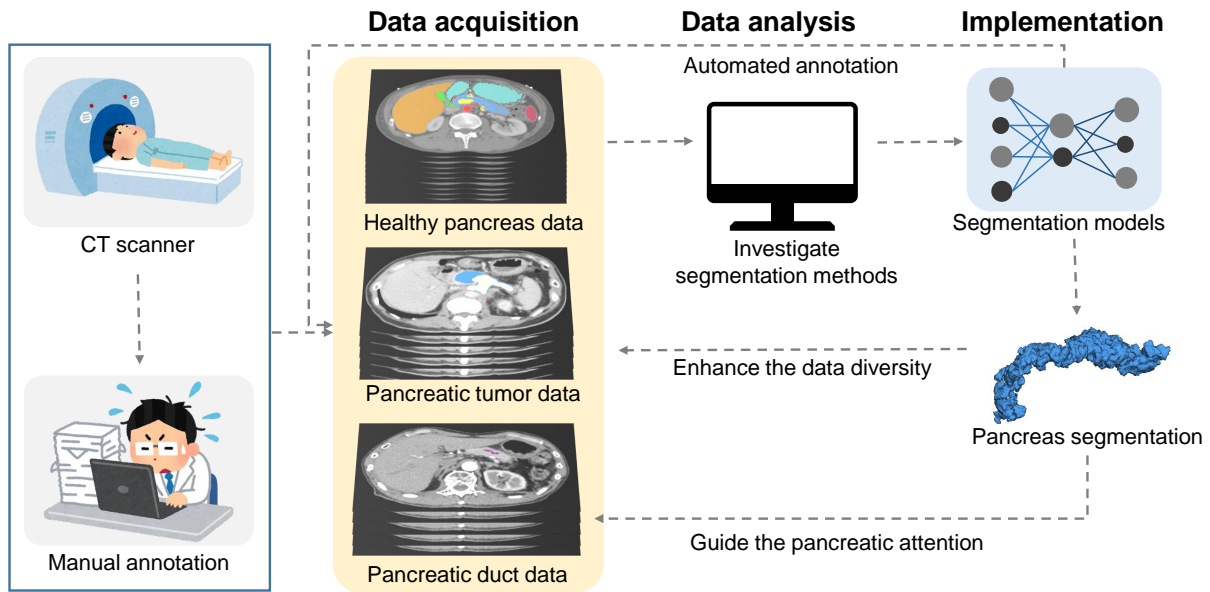 Data acquisition
Data analysis
Implementation
Automated annotation
CT scanner
Manual annotation
Healthy pancreas data
Pancreatic tumor data
Pancreatic duct data
Investigate
segmentation methods
Segmentation models
Enhance the data diversity
Pancreas segmentation
Guide the pancreatic attention